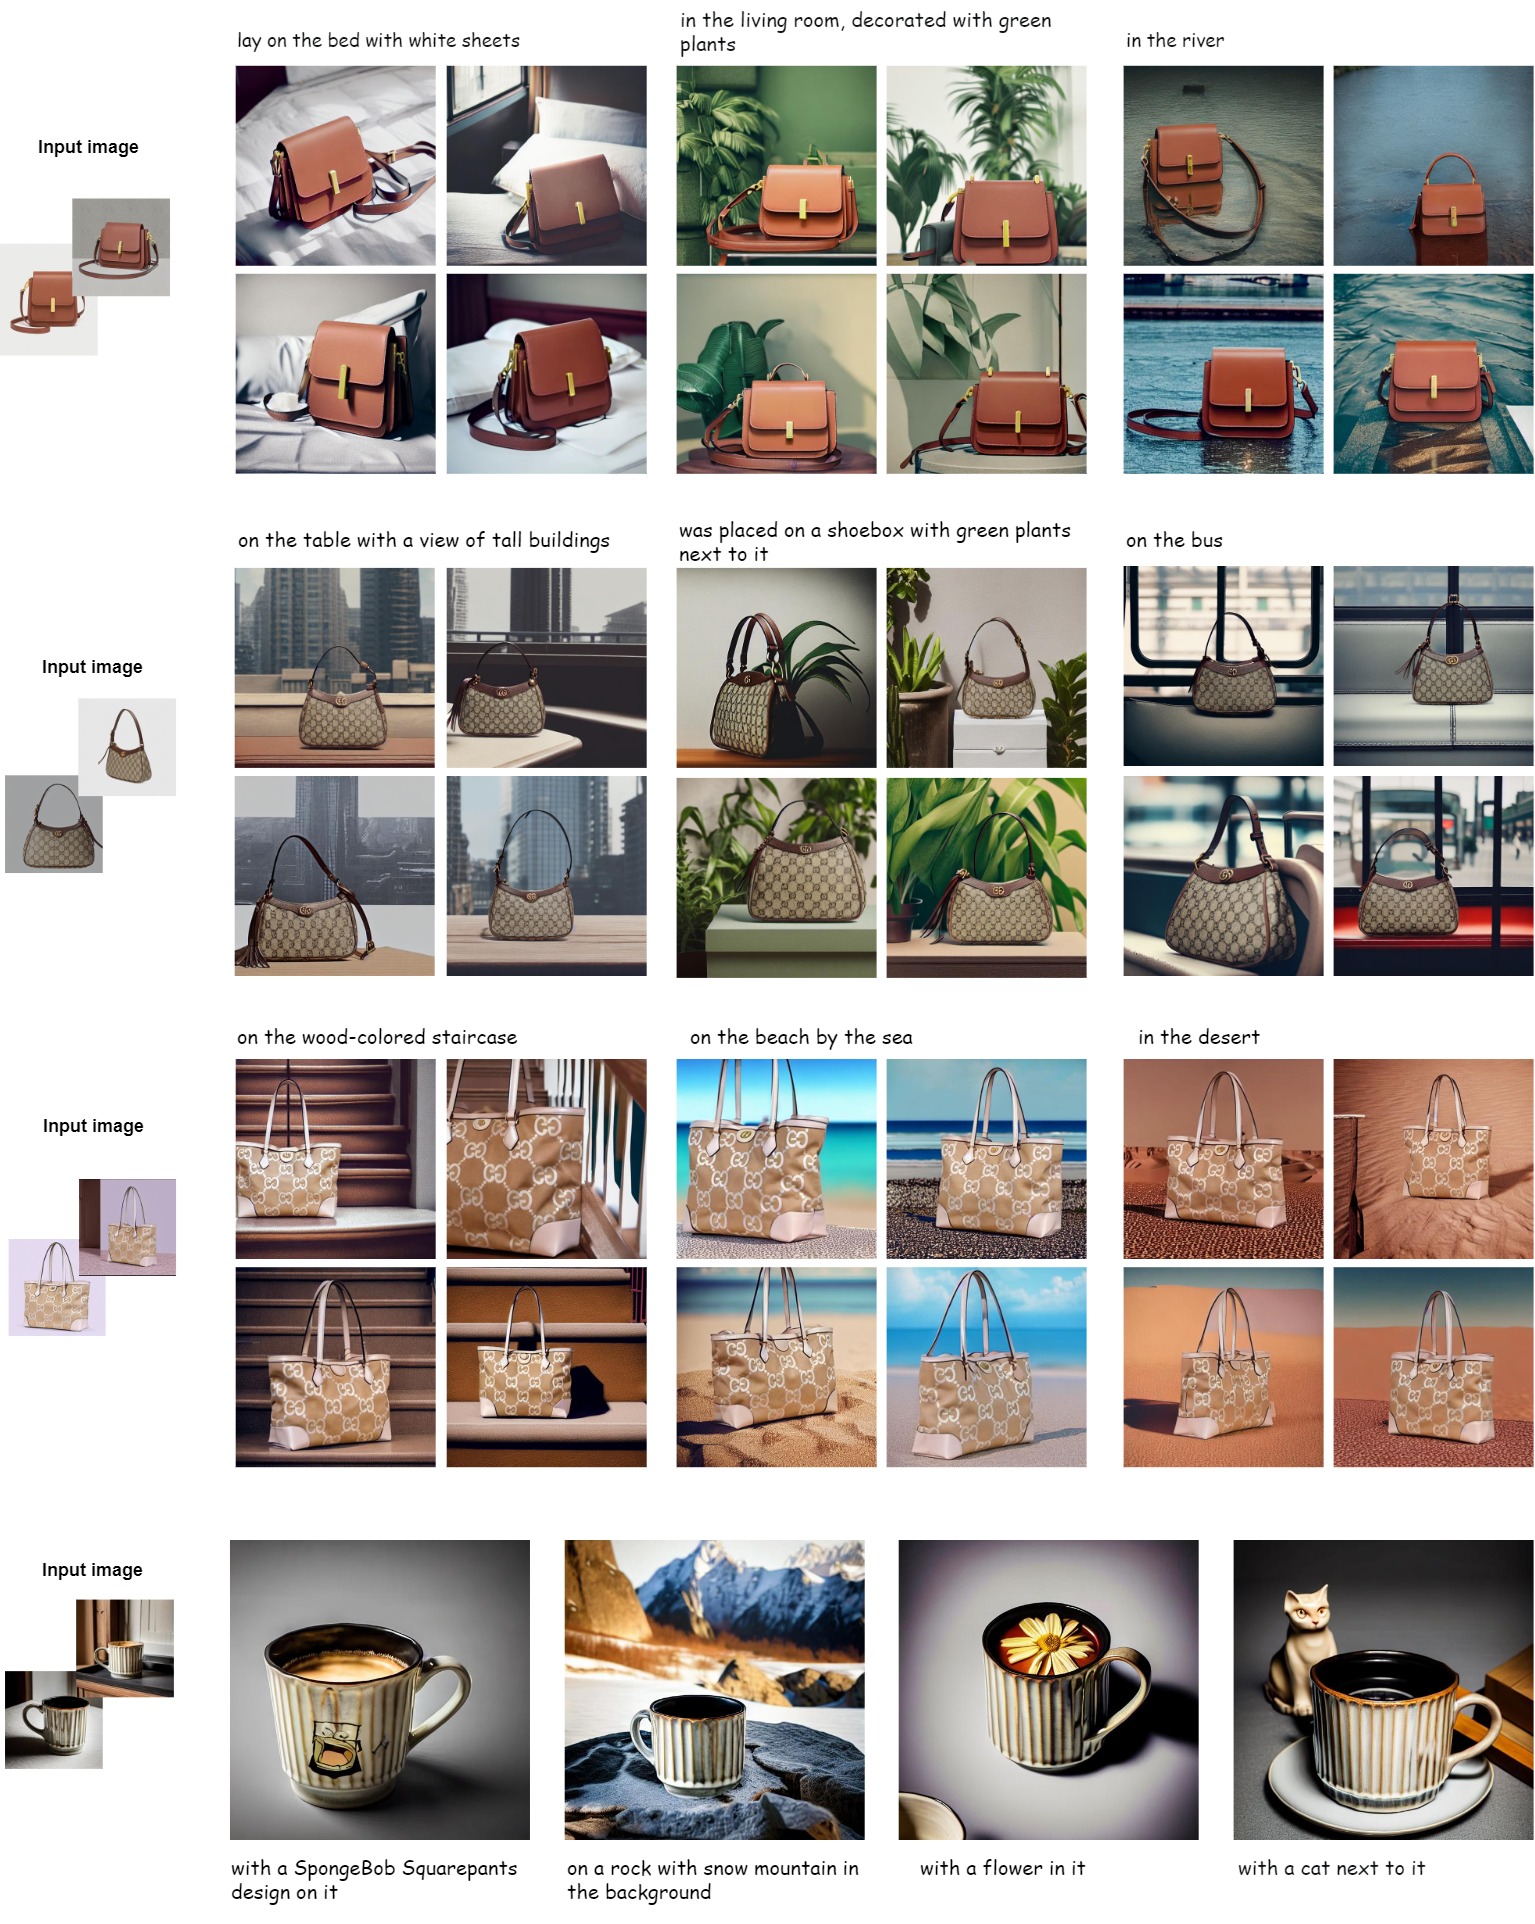 lay on the bed with white sheets
in the living room, decorated with green
plants
in the river
Input image
on the table with a view of tall buildings
was placed on a shoebox with green plants
next to it
on the bus
Input image
on the wood-colored staircase
on the beach by the sea
in the desert
Input image
Input image
with a SpongeBob Squarepants
design on it
on a rock with snow mountain in
the background
with a flower in it
with a cat next to it